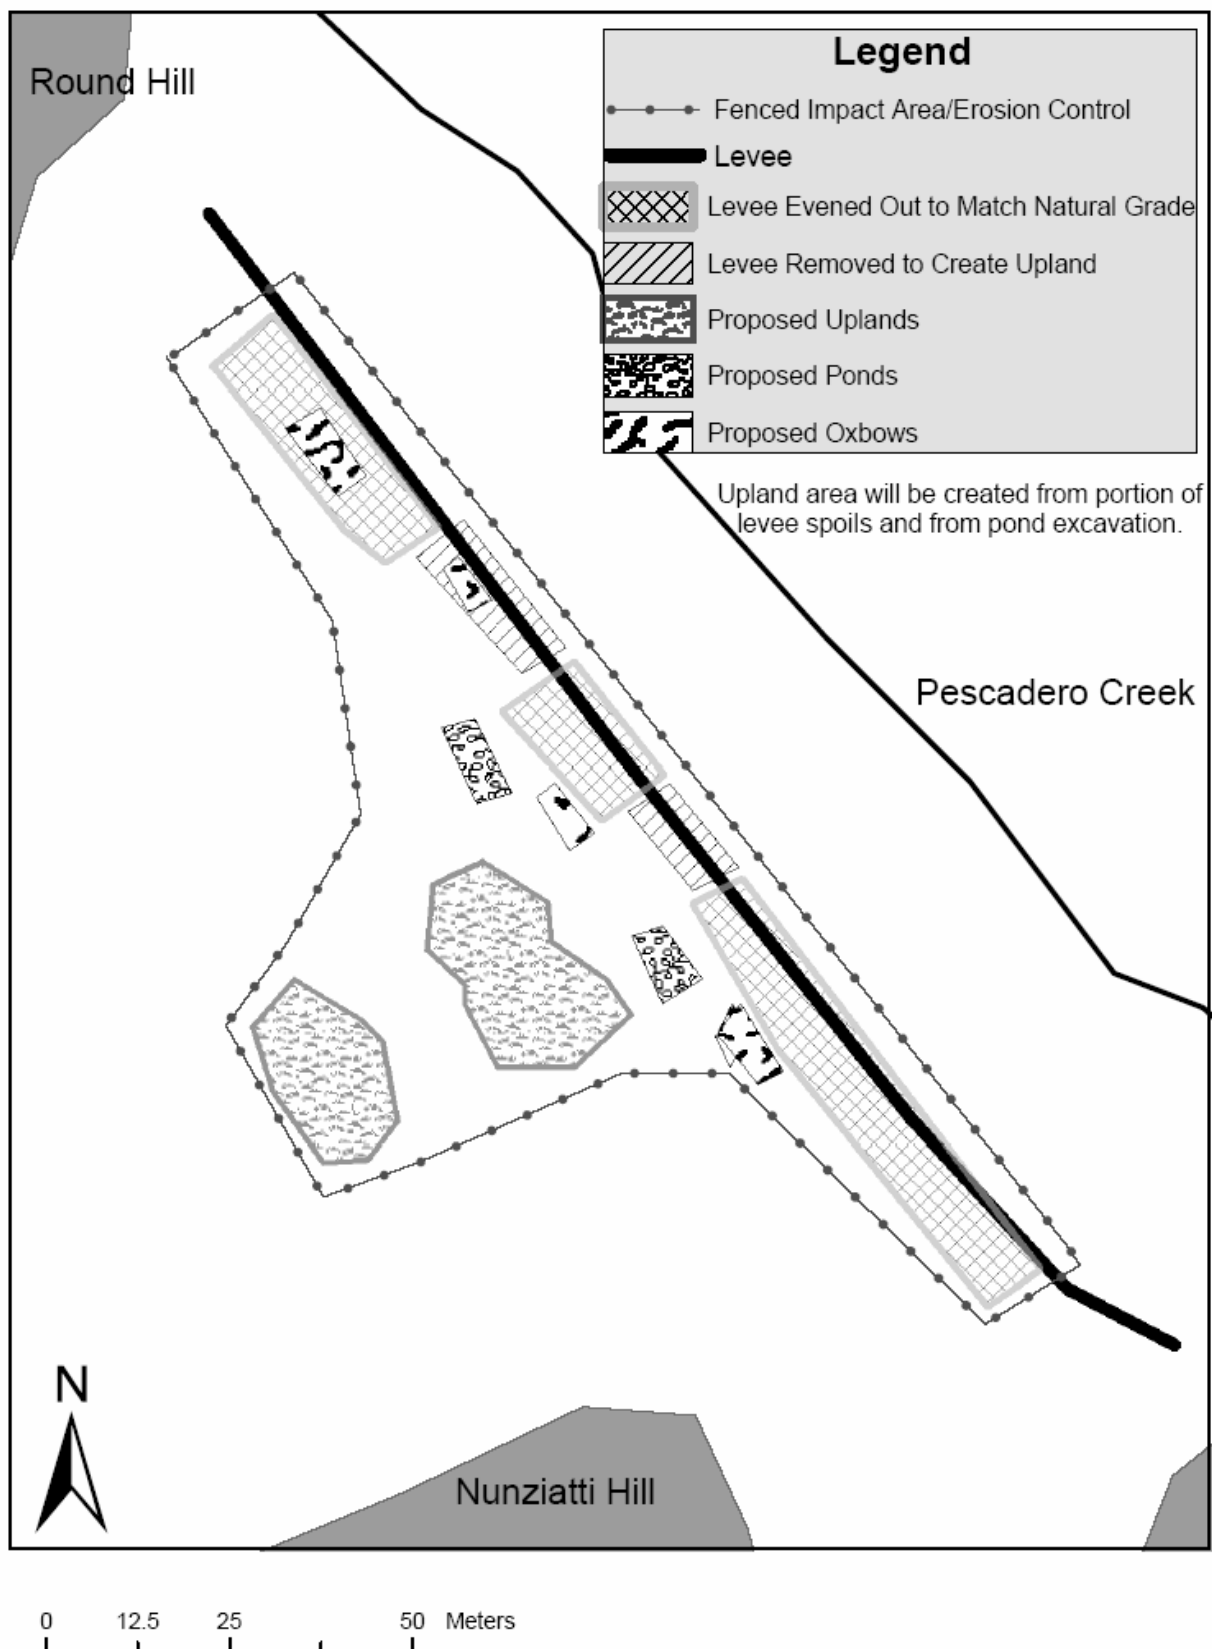 Round Hill
Legend
Fenced Impact Area/Erosion Control
Levee
Levee Evened Out to Match Natural Grade
Levee Removed to Create Upland
Proposed Uplands
Proposed Ponds
Proposed Oxbows
Upland area will be created from portion of
levee spoils and from pond excavation.
Pescadero Creek
N
Nunziatti Hill
0 12.5 25 50 Meters